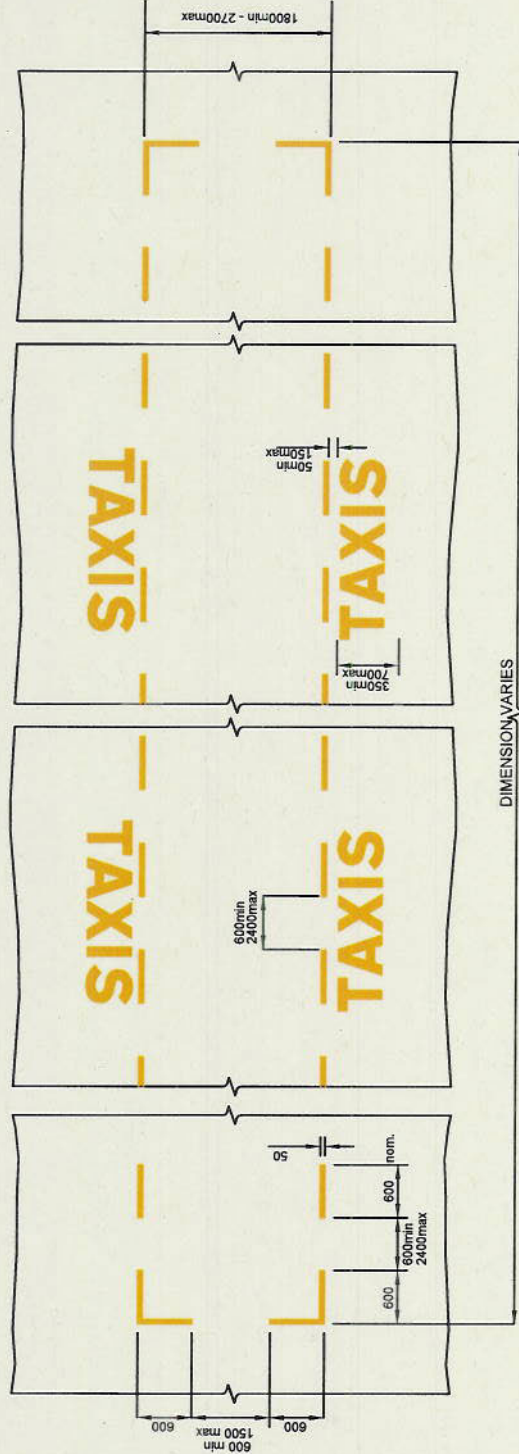 1800min - 2700max
TAXIS
TAXIS
50min
150max
TAXIS
TAXIS
350min
700max
600min
2400max
50
600
600min
2400max
600
nom.
600
600 min
1500 max
600
DIMENSION VARIES